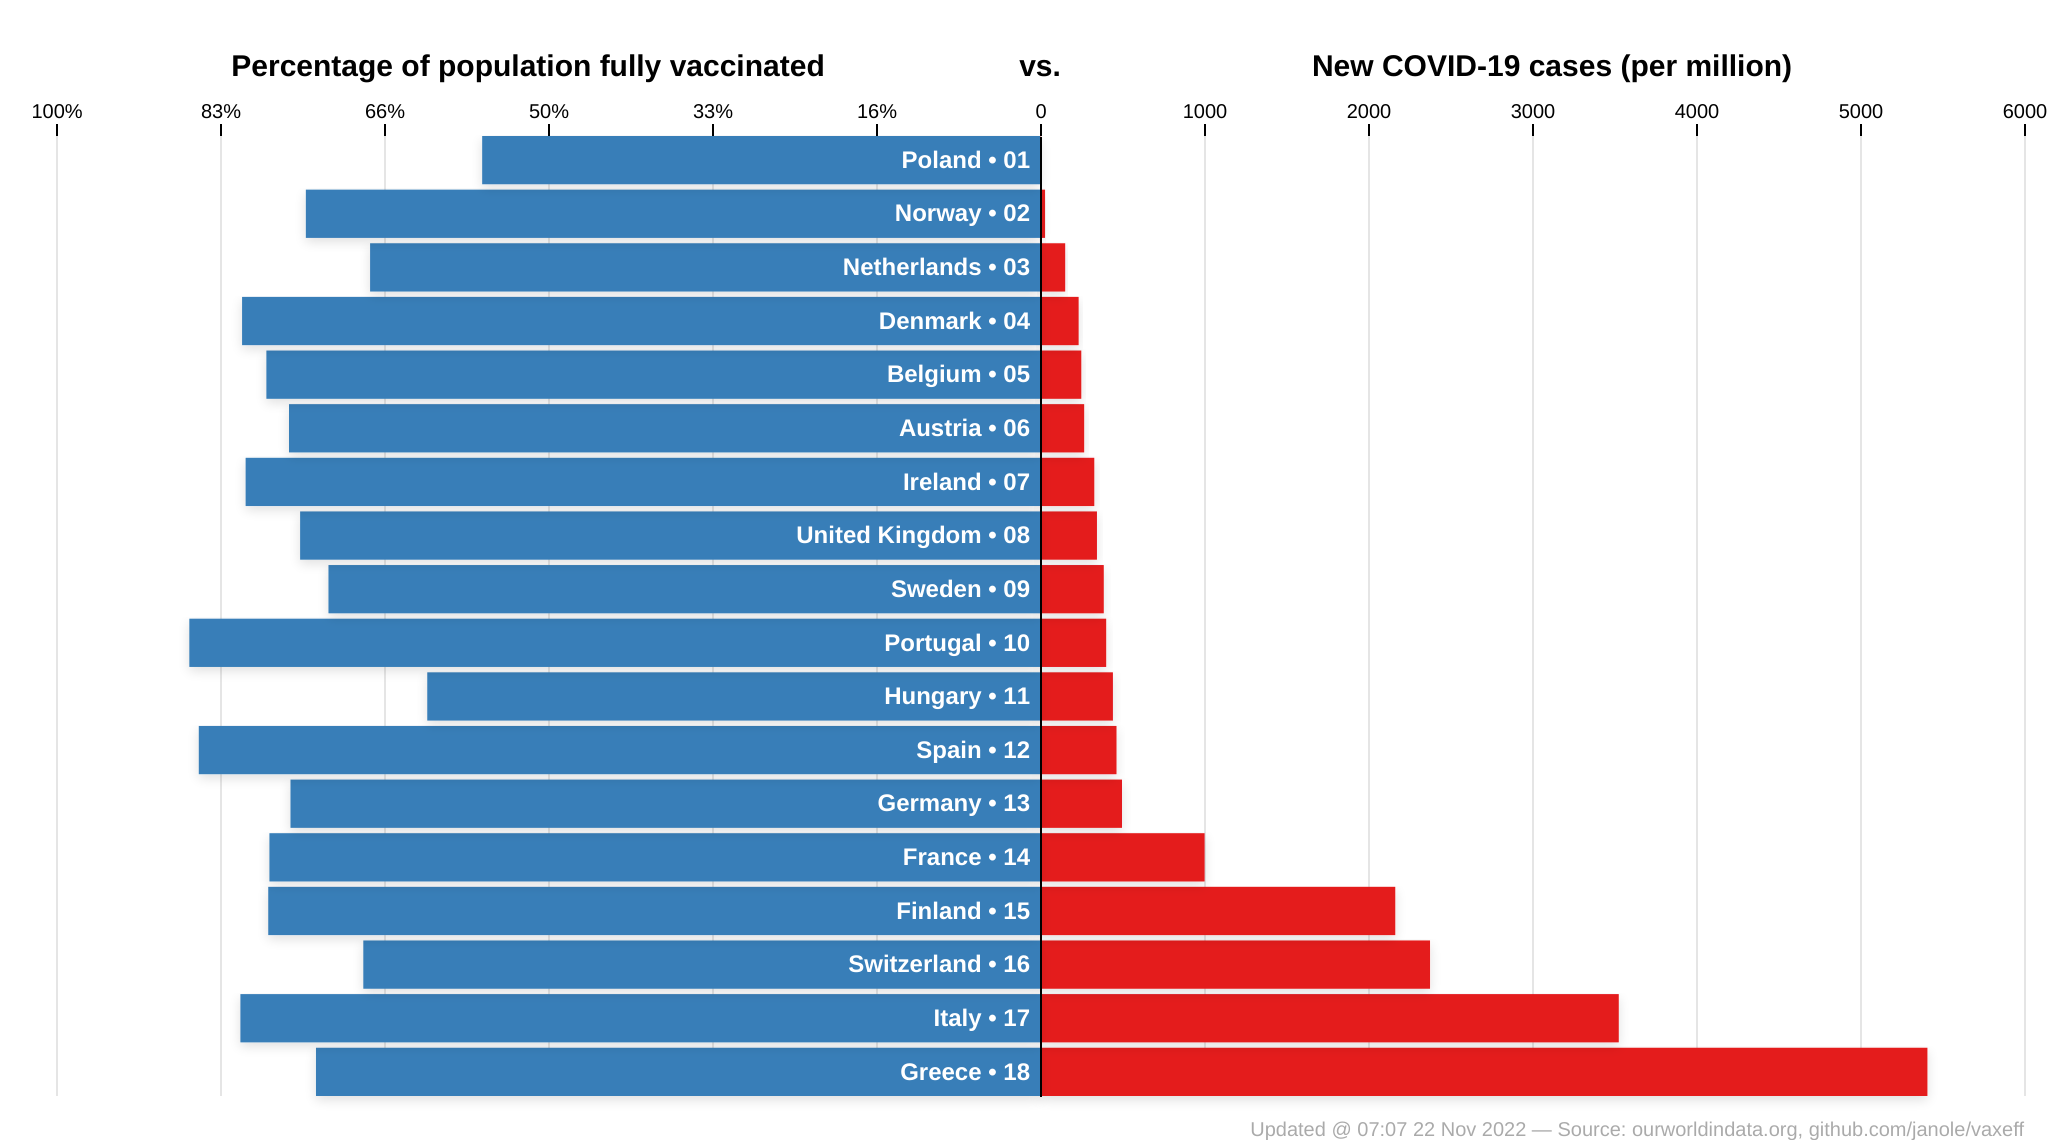 Percentage of population fully vaccinated vs. New COVID-19 cases (per million)
100% 83% 66% 50% 33% 16% 0 1000 2000 3000 4000 5000 6000
Poland • 01
Norway • 02
Netherlands • 03
Denmark • 04
Belgium • 05
Austria • 06
Ireland • 07
United Kingdom • 08
Sweden • 09
Portugal • 10
Hungary • 11
Spain • 12
Germany • 13
France • 14
Finland • 15
Switzerland • 16
Italy • 17
Greece • 18
Updated @ 07:07 22 Nov 2022 — Source: ourworldindata.org, github.com/janole/vaxeff